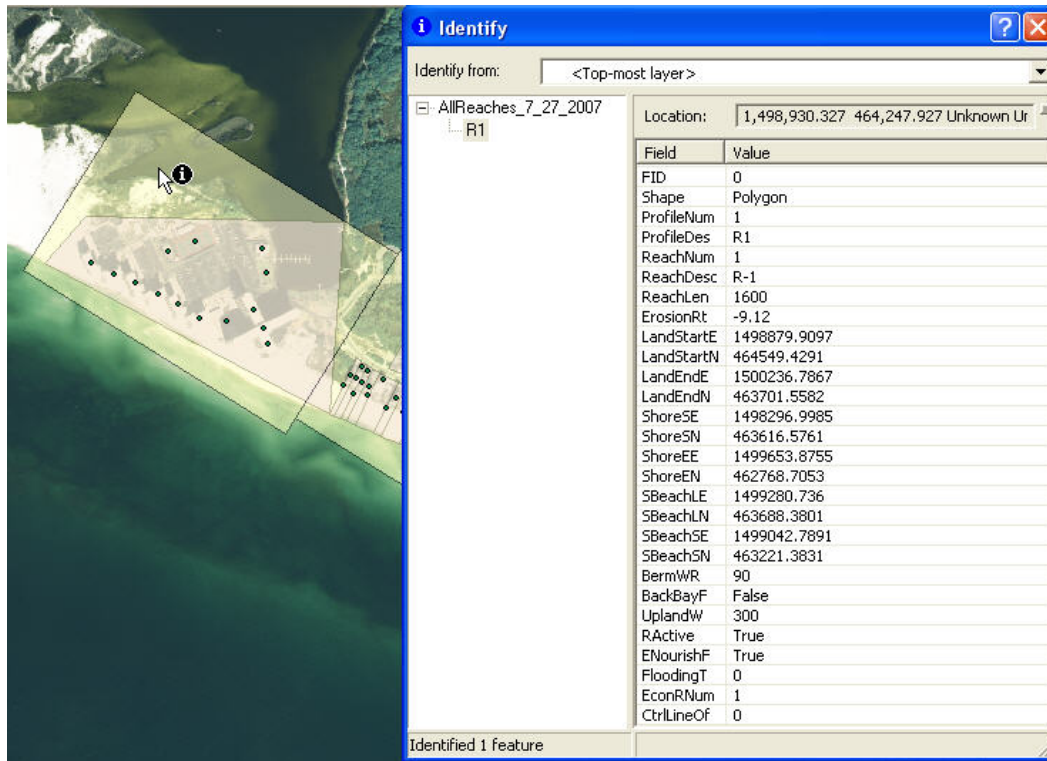 Identify
Identify from: <Top-most layer>
AllReaches_7_27_2007
R1
Location: 1,498,930.327 464,247.927 Unknown Ur
Field Value
FID 0
Shape Polygon
ProfileNum 1
ProfileDes R1
ReachNum 1
ReachDesc R-1
ReachLen 1600
ErosionRt -9.12
LandStartE 1498879.9097
LandStartN 464549.4291
LandEndE 1500236.7867
LandEndN 463701.5582
ShoreSE 1498296.9985
ShoreSN 463616.5761
ShoreEE 1499653.8755
ShoreEN 462768.7053
SBeachLE 1499280.736
SBeachLN 463688.3801
SBeachSE 1499042.7891
SBeachSN 463221.3831
BermWR 90
BackBayF False
UplandW 300
RActive True
ENourishF True
FloodingT 0
EconRNum 1
CtrlLineOf 0
Identified 1 feature